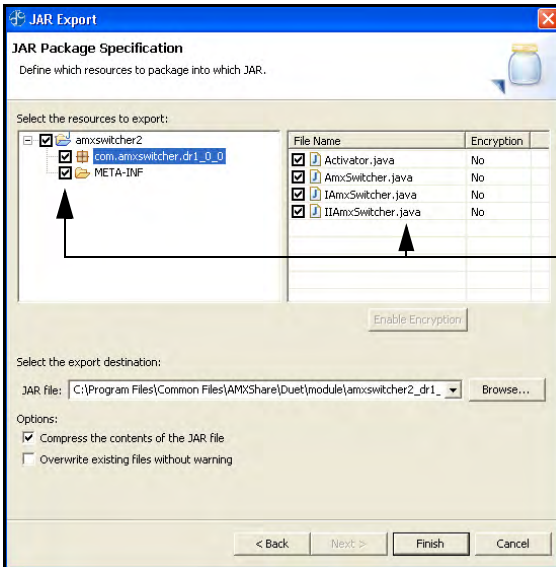 JAR Export
JAR Package Specification
Define which resources to package into which JAR.
Select the resources to export:
amxswitcher2
com.amxswitcher.dr1_0_0
META-INF
File Name Encryption
Activator.java No
AmxSwitcher.java No
IAmxSwitcher.java No
IIAmxSwitcher.java No
Enable Encryption
Select the export destination:
JAR file: C:\Program Files\Common Files\AMXShare\Duet\module\amxswitcher2_dr1_ Browse...
Options:
Compress the contents of the JAR file
Overwrite existing files without warning
< Back Next > Finish Cancel